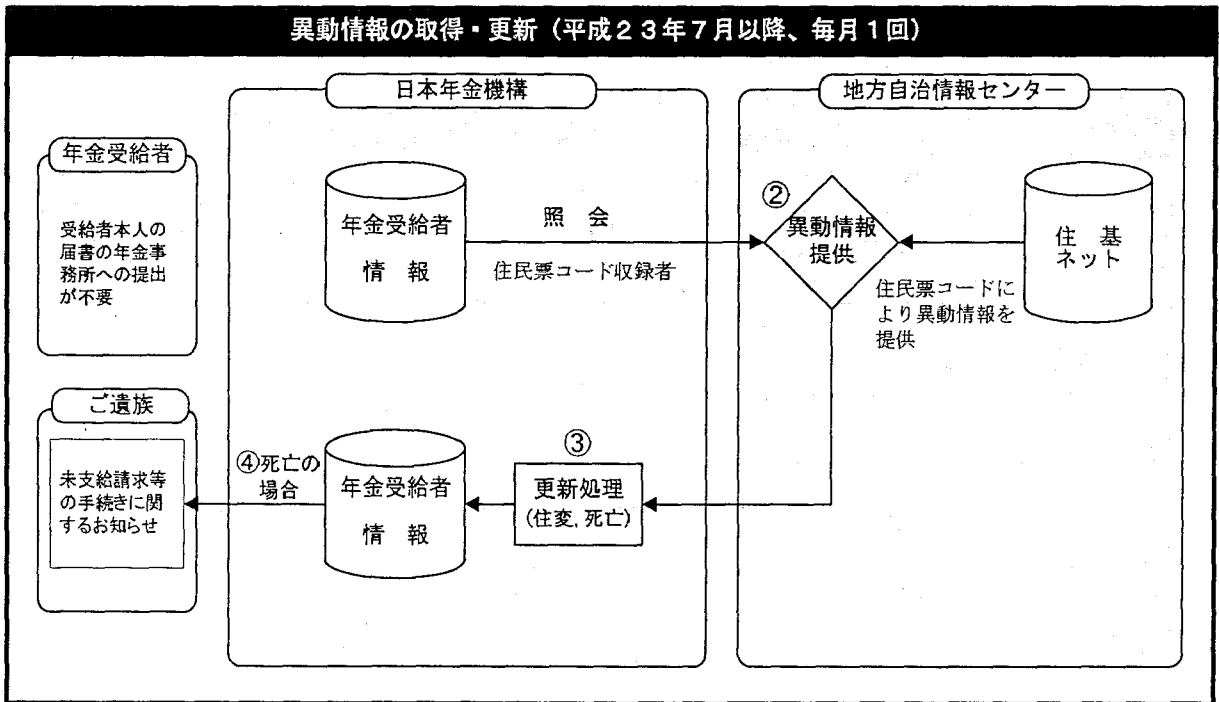 異動情報の取得・更新（平成２３年７月以降、毎月１回）
日本年金機構
地方自治情報センター
年金受給者
受給者本人の
届書の年金事
務所への提出
が不要
年金受給者
情　報
照　会
住民票コード収録者
②
異動情報
提供
住民票コードに
より異動情報を
提供
住　基
ネット
ご遺族
未支給請求等
の手続きに関
するお知らせ
④死亡の
場合
年金受給者
情　報
③
更新処理
(住変,死亡)